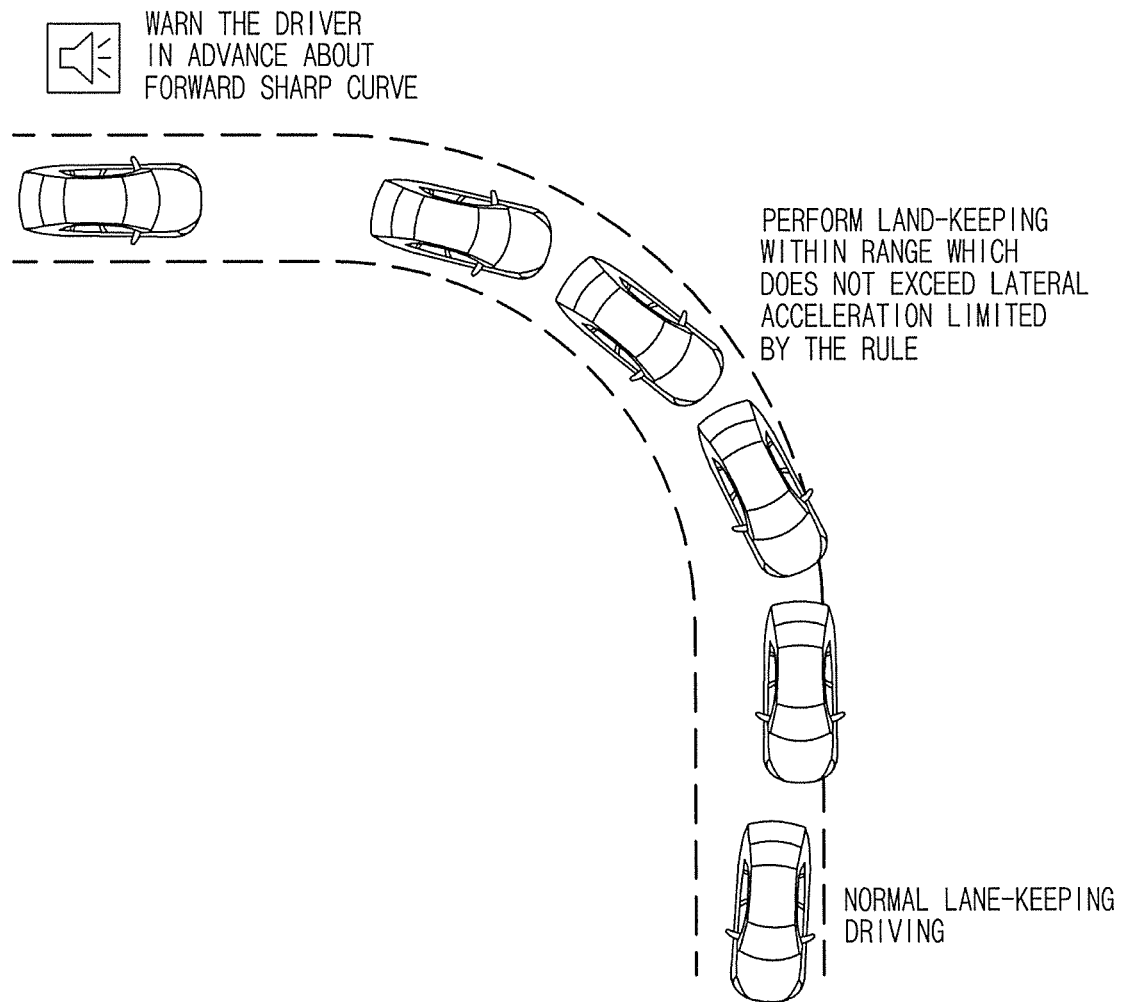 WARN THE DRIVER
IN ADVANCE ABOUT
FORWARD SHARP CURVE
PERFORM LAND-KEEPING
WITHIN RANGE WHICH
DOES NOT EXCEED LATERAL
ACCELERATION LIMITED
BY THE RULE
NORMAL LANE-KEEPING
DRIVING